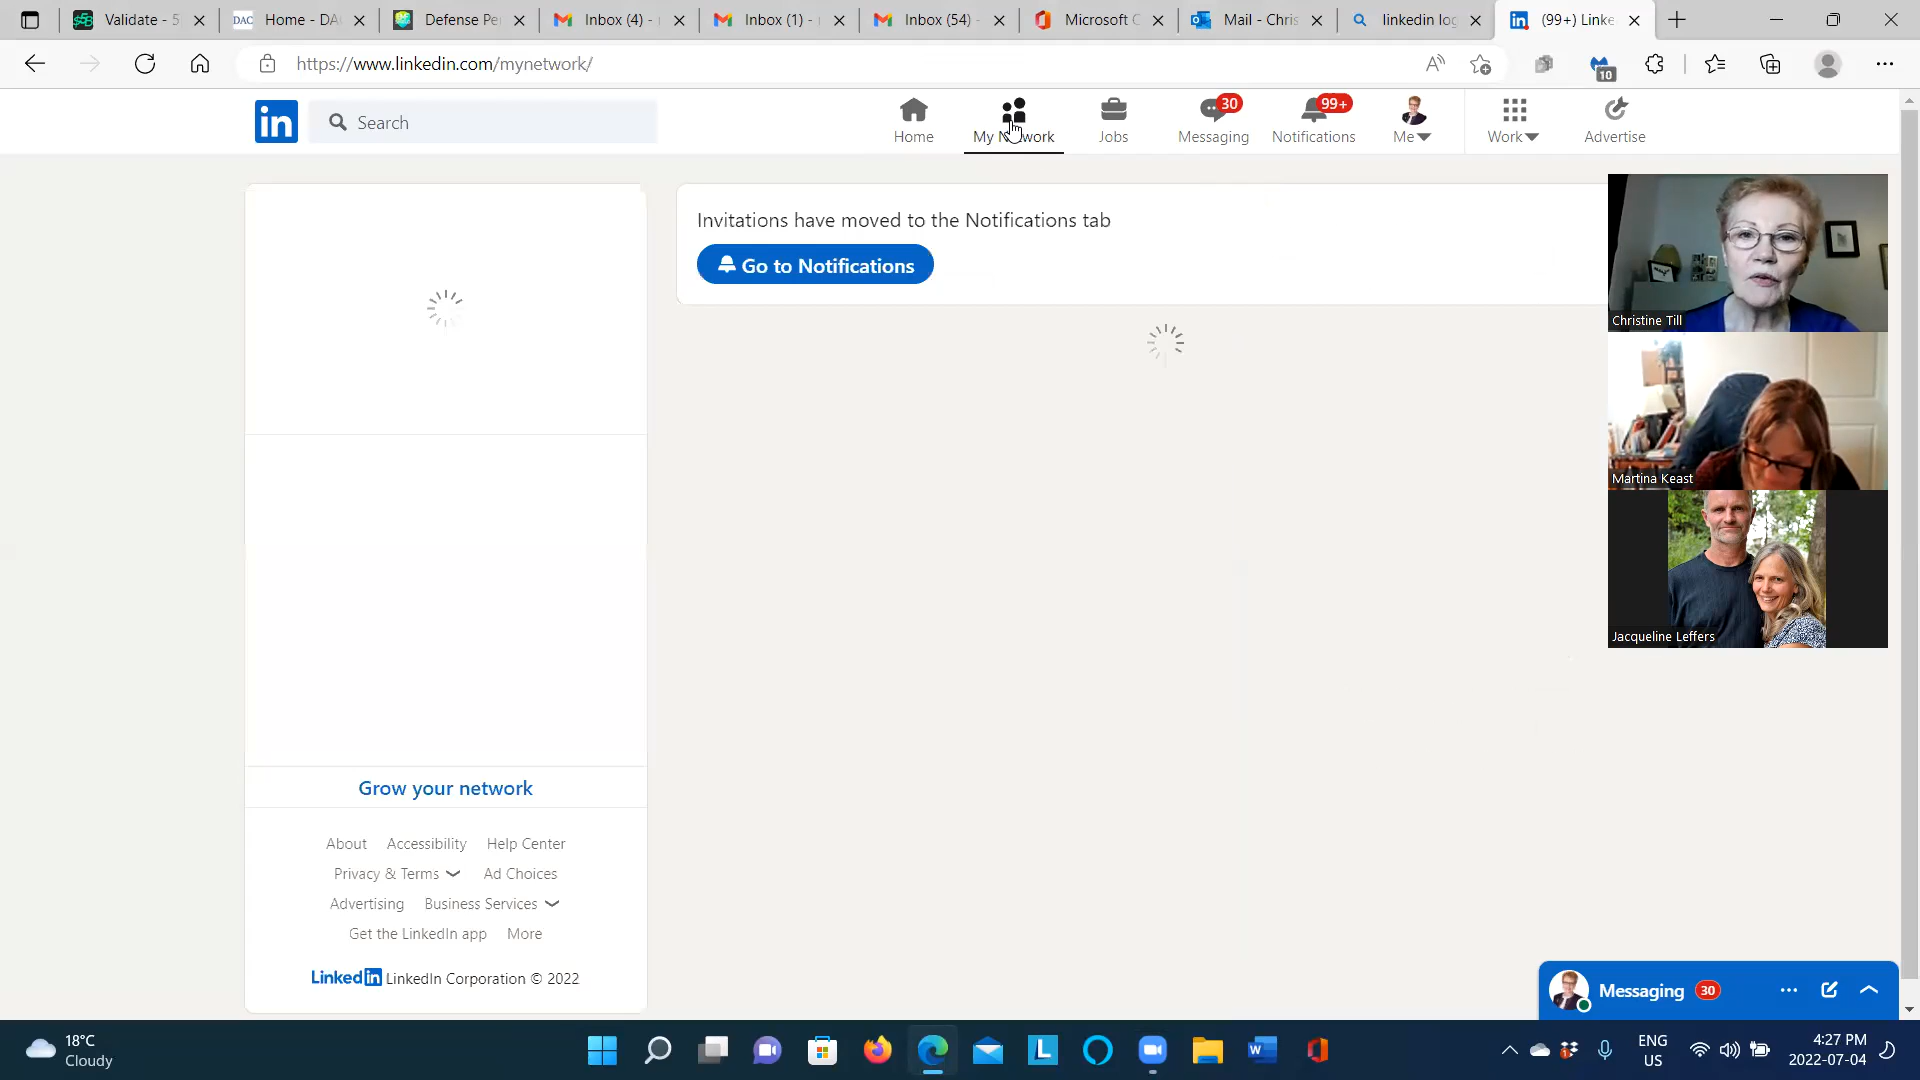 Validate - 5
Home - DA
Defense Pe
Inbox (4) -
Inbox (1) -
Inbox (54) -
Microsoft C
Mail - Chris
linkedin log
(99+) Linke
https://www.linkedin.com/mynetwork/
10
in
Search
Home
My Network
Jobs
30
Messaging
99+
Notifications
Me
Work
Advertise
Invitations have moved to the Notifications tab
Go to Notifications
Christine Till
Martina Keast
Jacqueline Leffers
Grow your network
About Accessibility Help Center
Privacy & Terms Ad Choices
Advertising Business Services
Get the LinkedIn app More
LinkedIn LinkedIn Corporation © 2022
Messaging 30
18°C
Cloudy
ENG
US
4:27 PM
2022-07-04